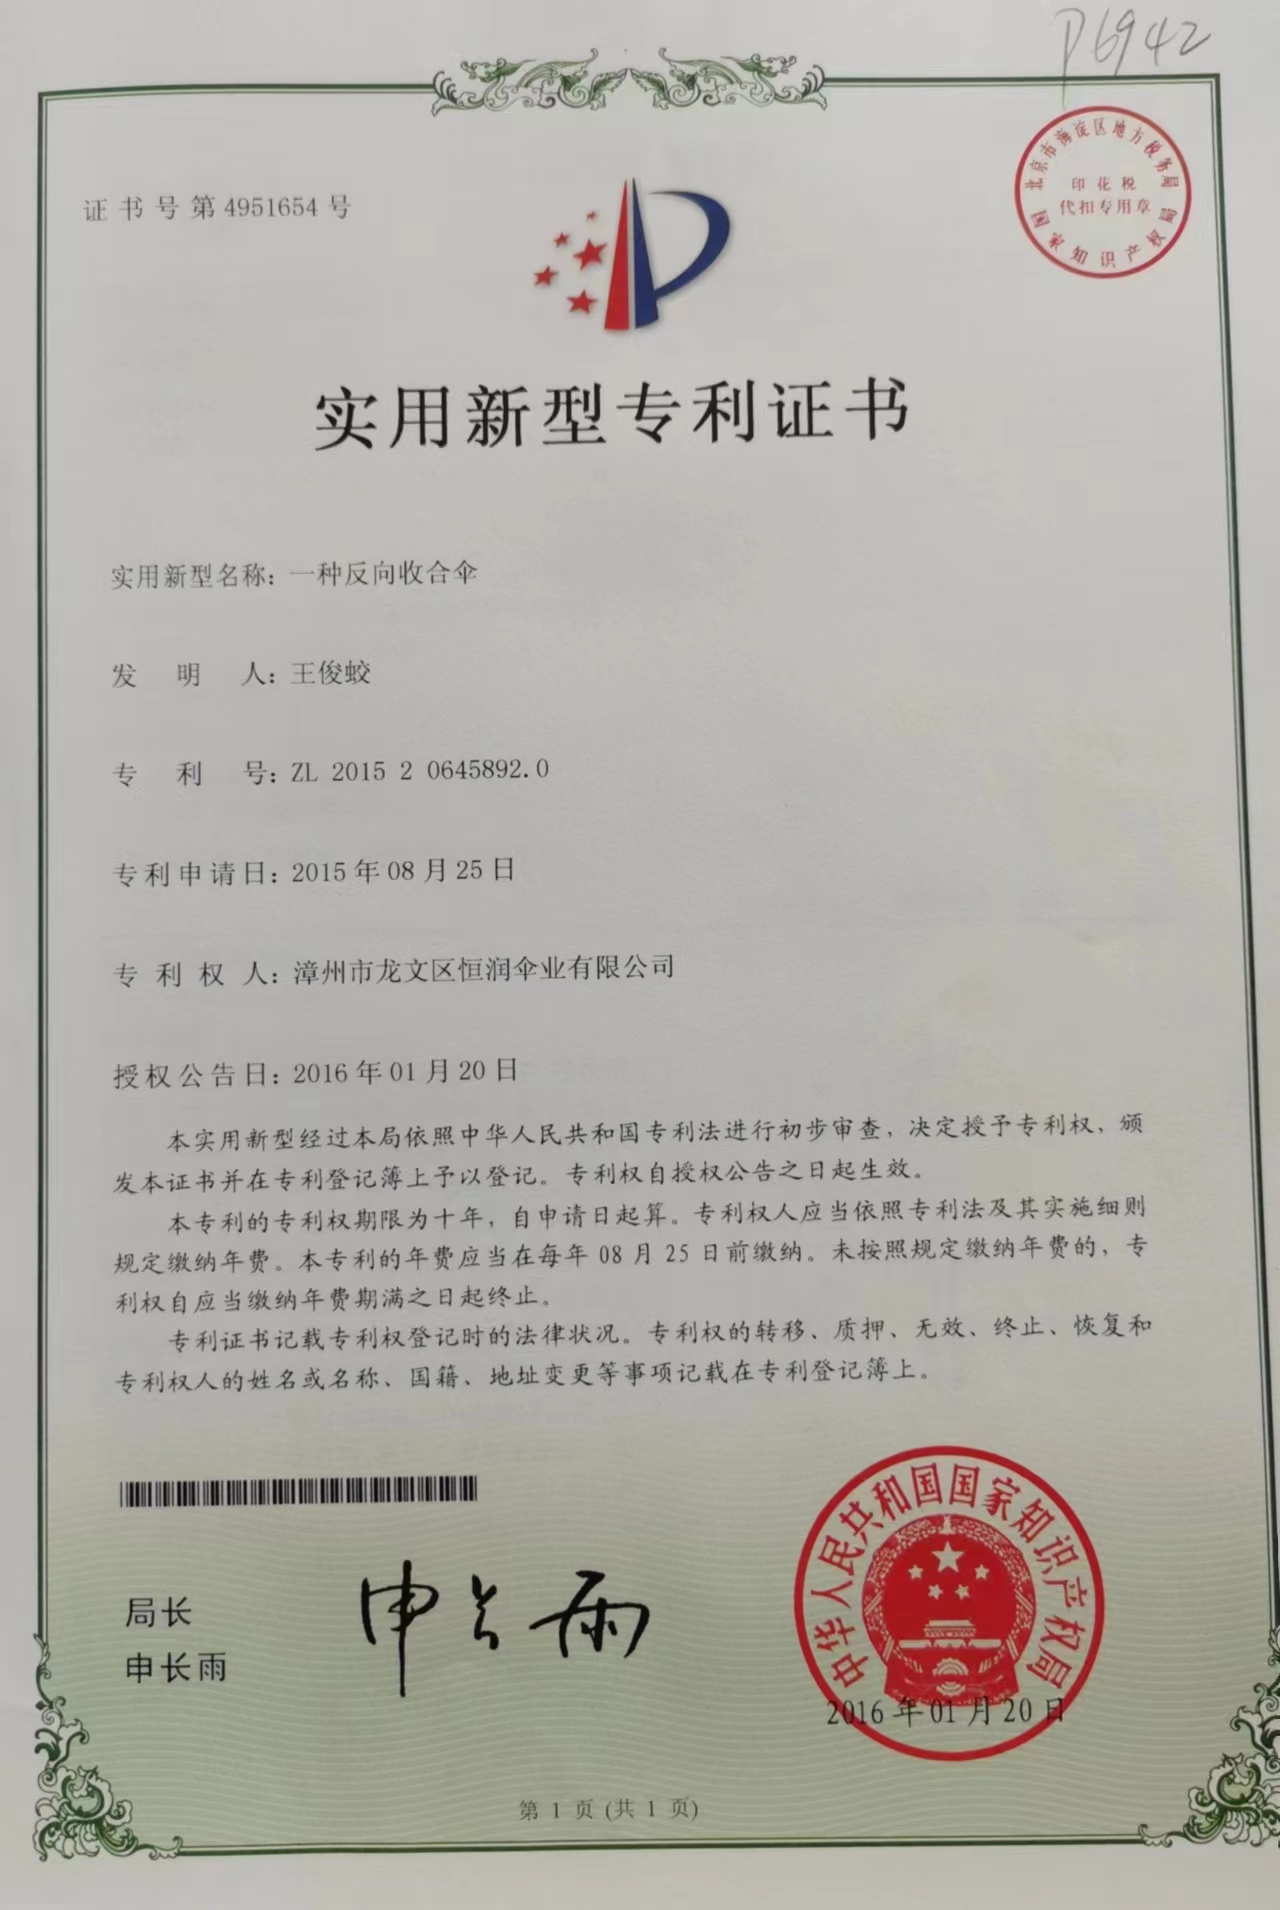 P6942
北京市海淀区地方税务局
印花税
代扣专用章
国家知识产权局
证书号第4951654号
实用新型专利证书
实用新型名称：一种反向收合伞
发明人：王俊蛟
专利号：ZL 2015 2 0645892.0
专利申请日：2015年08月25日
专利权人：漳州市龙文区恒润伞业有限公司
授权公告日：2016年01月20日
本实用新型经过本局依照中华人民共和国专利法进行初步审查，决定授予专利权，颁
发本证书并在专利登记簿上予以登记。专利权自授权公告之日起生效。
本专利的专利权期限为十年，自申请日起算。专利权人应当依照专利法及其实施细则
规定缴纳年费。本专利的年费应当在每年08月25日前缴纳。未按照规定缴纳年费的，专
利权自应当缴纳年费期满之日起终止。
专利证书记载专利权登记时的法律状况。专利权的转移、质押、无效、终止、恢复和
专利权人的姓名或名称、国籍、地址变更等事项记载在专利登记簿上。
局长
申长雨
申长雨
中华人民共和国国家知识产权局
2016年01月20日
第 1 页 (共 1 页)